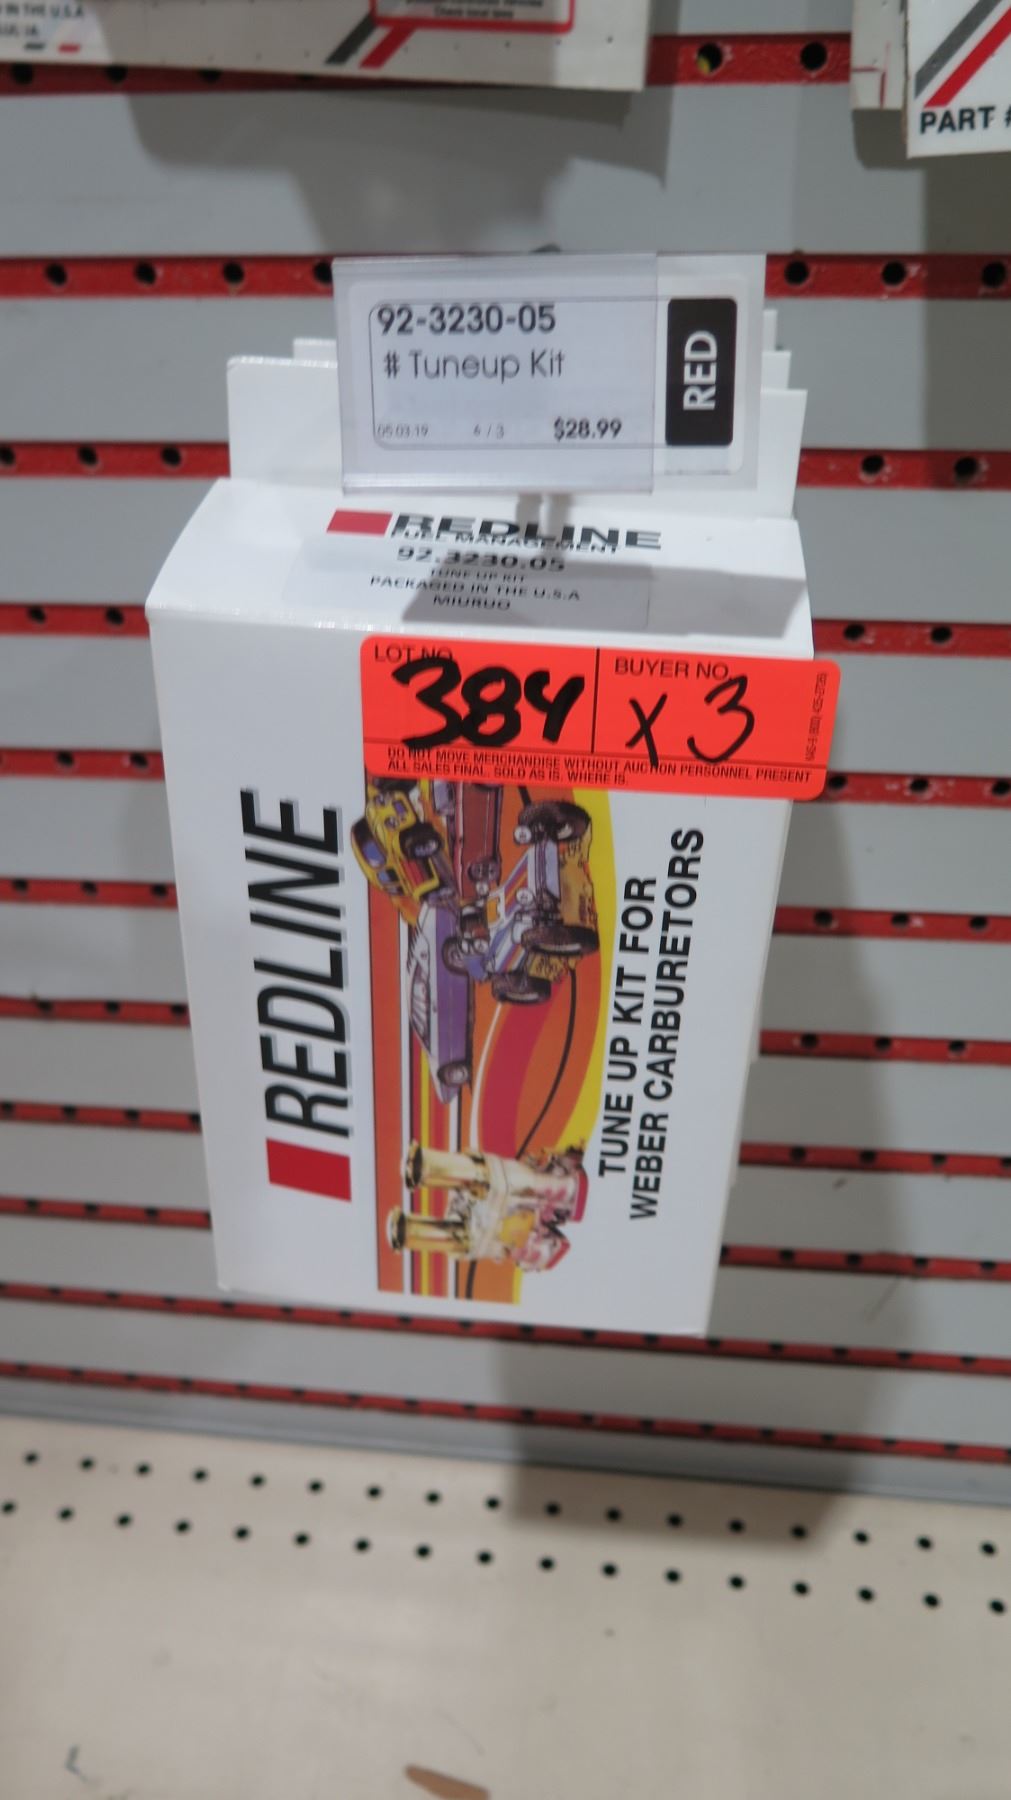 IN THE U.S.A
PART #
92-3230-05
# Tuneup Kit
05.03.19 6 / 3 $28.99
RED
REDLINE
FUEL MANAGEMENT
92.3230.05
TUNE UP KIT
PACKAGED IN THE U.S.A
LOT NO. 384
BUYER NO. X 3
DO NOT MOVE MERCHANDISE WITHOUT AUCTION PERSONNEL PRESENT
ALL SALES FINAL. SOLD AS IS. WHERE IS.
REDLINE
TUNE UP KIT FOR
WEBER CARBURETORS